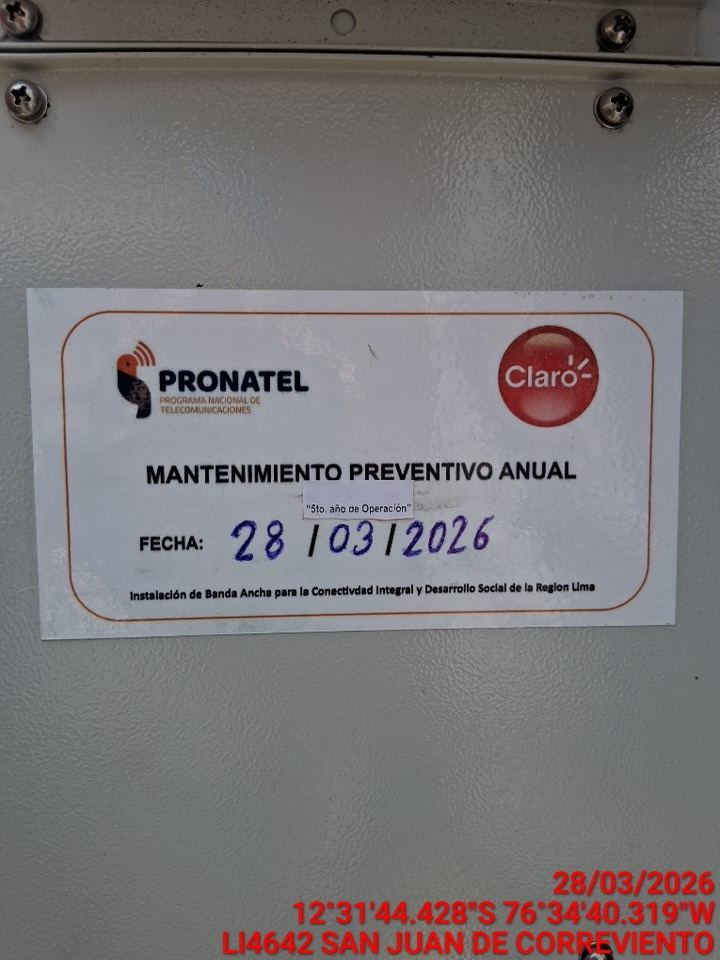 PRONATEL
PROGRAMA NACIONAL DE
TELECOMUNICACIONES
Claro
MANTENIMIENTO PREVENTIVO ANUAL
"5to. año de Operación"
FECHA: 28 / 03 / 2026
Instalación de Banda Ancha para la Conectivdad Integral y Desarrollo Social de la Region Lima
28/03/2026
12°31'44.428"S 76°34'40.319"W
LI4642 SAN JUAN DE CORREVIENTO